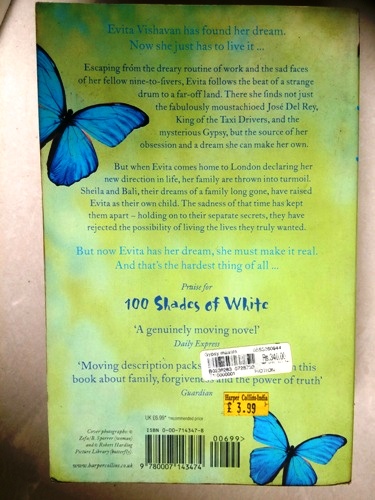 Evita Vishavan has found her dream.
Now she just has to live it ...
Escaping from the dreary routine of work and the sad faces
of her fellow nine-to-fivers, Evita follows the beat of a strange
drum to a far-off land. There she finds not just
the fabulously moustachioed José Del Rey,
King of the Taxi Drivers, and the
mysterious Gypsy, but the source of her
obsession and a dream she can make her own.
But when Evita comes home to London declaring her
new direction in life, her family are thrown into turmoil.
Sheila and Bali, their dreams of a family long gone, have raised
Evita as their own child. The sadness of that time has kept
them apart – holding on to their separate secrets, they have
rejected the possibility of living the lives they truly wanted.
But now Evita has her dream, she must make it real.
And that's the hardest thing of all ...
Praise for
100 Shades of White
'A genuinely moving novel'
Daily Express
'Moving description packs this
book about family, forgiveness and the power of truth'
Guardian
Harper Collins-India
£ 3.99
UK £6.99
ISBN 0-00-714347-8
00699
9 780007 143474
Cover photographs ©
Zefa/B. Sporrer (woman)
and © Robert Harding
Picture Library (butterfly).
www.harpercollins.co.uk